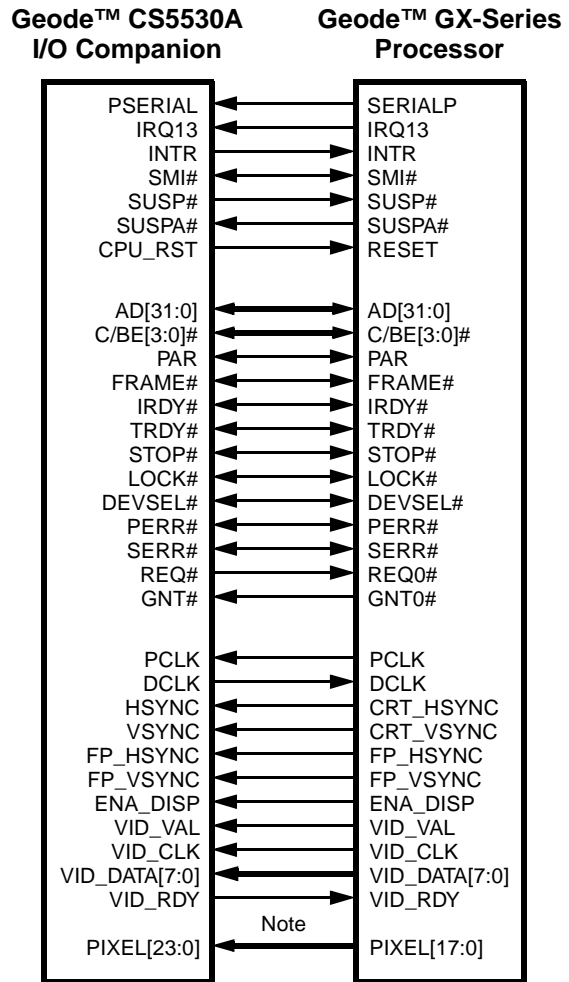 Geode™ CS5530A I/O Companion
Geode™ GX-Series Processor
PSERIAL SERIALP
IRQ13 IRQ13
INTR INTR
SMI# SMI#
SUSP# SUSP#
SUSPA# SUSPA#
CPU_RST RESET
AD[31:0] AD[31:0]
C/BE[3:0]# C/BE[3:0]#
PAR PAR
FRAME# FRAME#
IRDY# IRDY#
TRDY# TRDY#
STOP# STOP#
LOCK# LOCK#
DEVSEL# DEVSEL#
PERR# PERR#
SERR# SERR#
REQ# REQ0#
GNT# GNT0#
PCLK PCLK
DCLK DCLK
HSYNC CRT_HSYNC
VSYNC CRT_VSYNC
FP_HSYNC FP_HSYNC
FP_VSYNC FP_VSYNC
ENA_DISP ENA_DISP
VID_VAL VID_VAL
VID_CLK VID_CLK
VID_DATA[7:0] VID_DATA[7:0]
VID_RDY VID_RDY
Note
PIXEL[23:0] PIXEL[17:0]